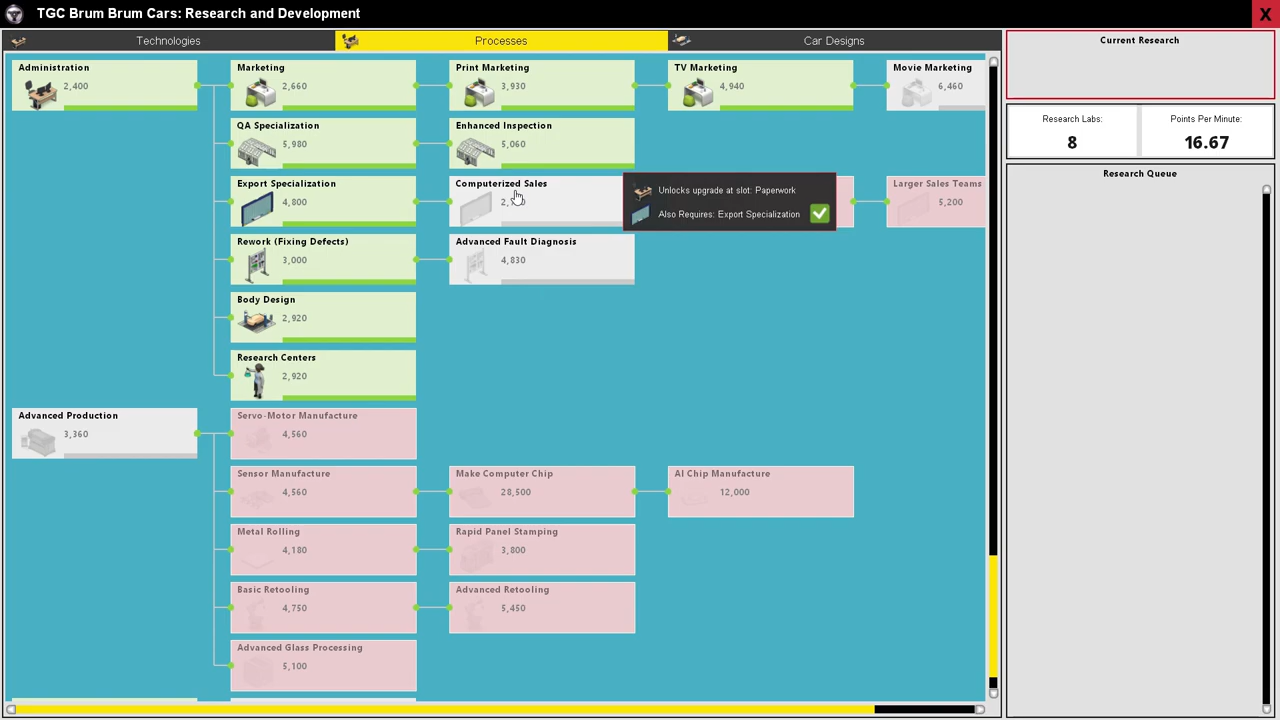 TGC Brum Brum Cars: Research and Development
X
Technologies
Processes
Car Designs
Current Research
Research Labs:
8
Points Per Minute:
16.67
Research Queue
Administration
2,400
Marketing
2,660
Print Marketing
3,930
TV Marketing
4,940
Movie Marketing
6,460
QA Specialization
5,980
Enhanced Inspection
5,060
Export Specialization
4,800
Computerized Sales
Unlocks upgrade at slot: Paperwork
Also Requires: Export Specialization
Larger Sales Teams
5,200
Rework (Fixing Defects)
3,000
Advanced Fault Diagnosis
4,830
Body Design
2,920
Research Centers
2,920
Advanced Production
3,360
Servo-Motor Manufacture
4,560
Sensor Manufacture
4,560
Make Computer Chip
28,500
AI Chip Manufacture
12,000
Metal Rolling
4,180
Rapid Panel Stamping
3,800
Basic Retooling
4,750
Advanced Retooling
5,450
Advanced Glass Processing
5,100